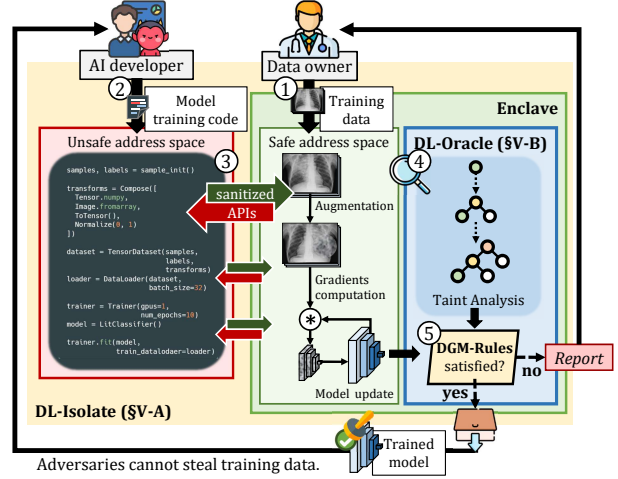 AI developer
Data owner
2
1
Model
training code
Training
data
Enclave
Unsafe address space
3
Safe address space
DL-Oracle (§V-B)
4
samples, labels = sample_init()
transforms = Compose([
Tensor.numpy,
Image.fromarray,
ToTensor(),
Normalize(0, 1)
])
dataset = TensorDataset(samples,
labels,
transforms)
loader = DataLoader(dataset,
batch_size=32)
trainer = Trainer(gpus=1,
num_epochs=10)
model = LitClassifier()
trainer.fit(model,
train_datalodaer=loader)
sanitized
APIs
Augmentation
Gradients
computation
*
Model update
Taint Analysis
5
DGM-Rules
satisfied?
no
Report
yes
DL-Isolate (§V-A)
Trained
model
Adversaries cannot steal training data.